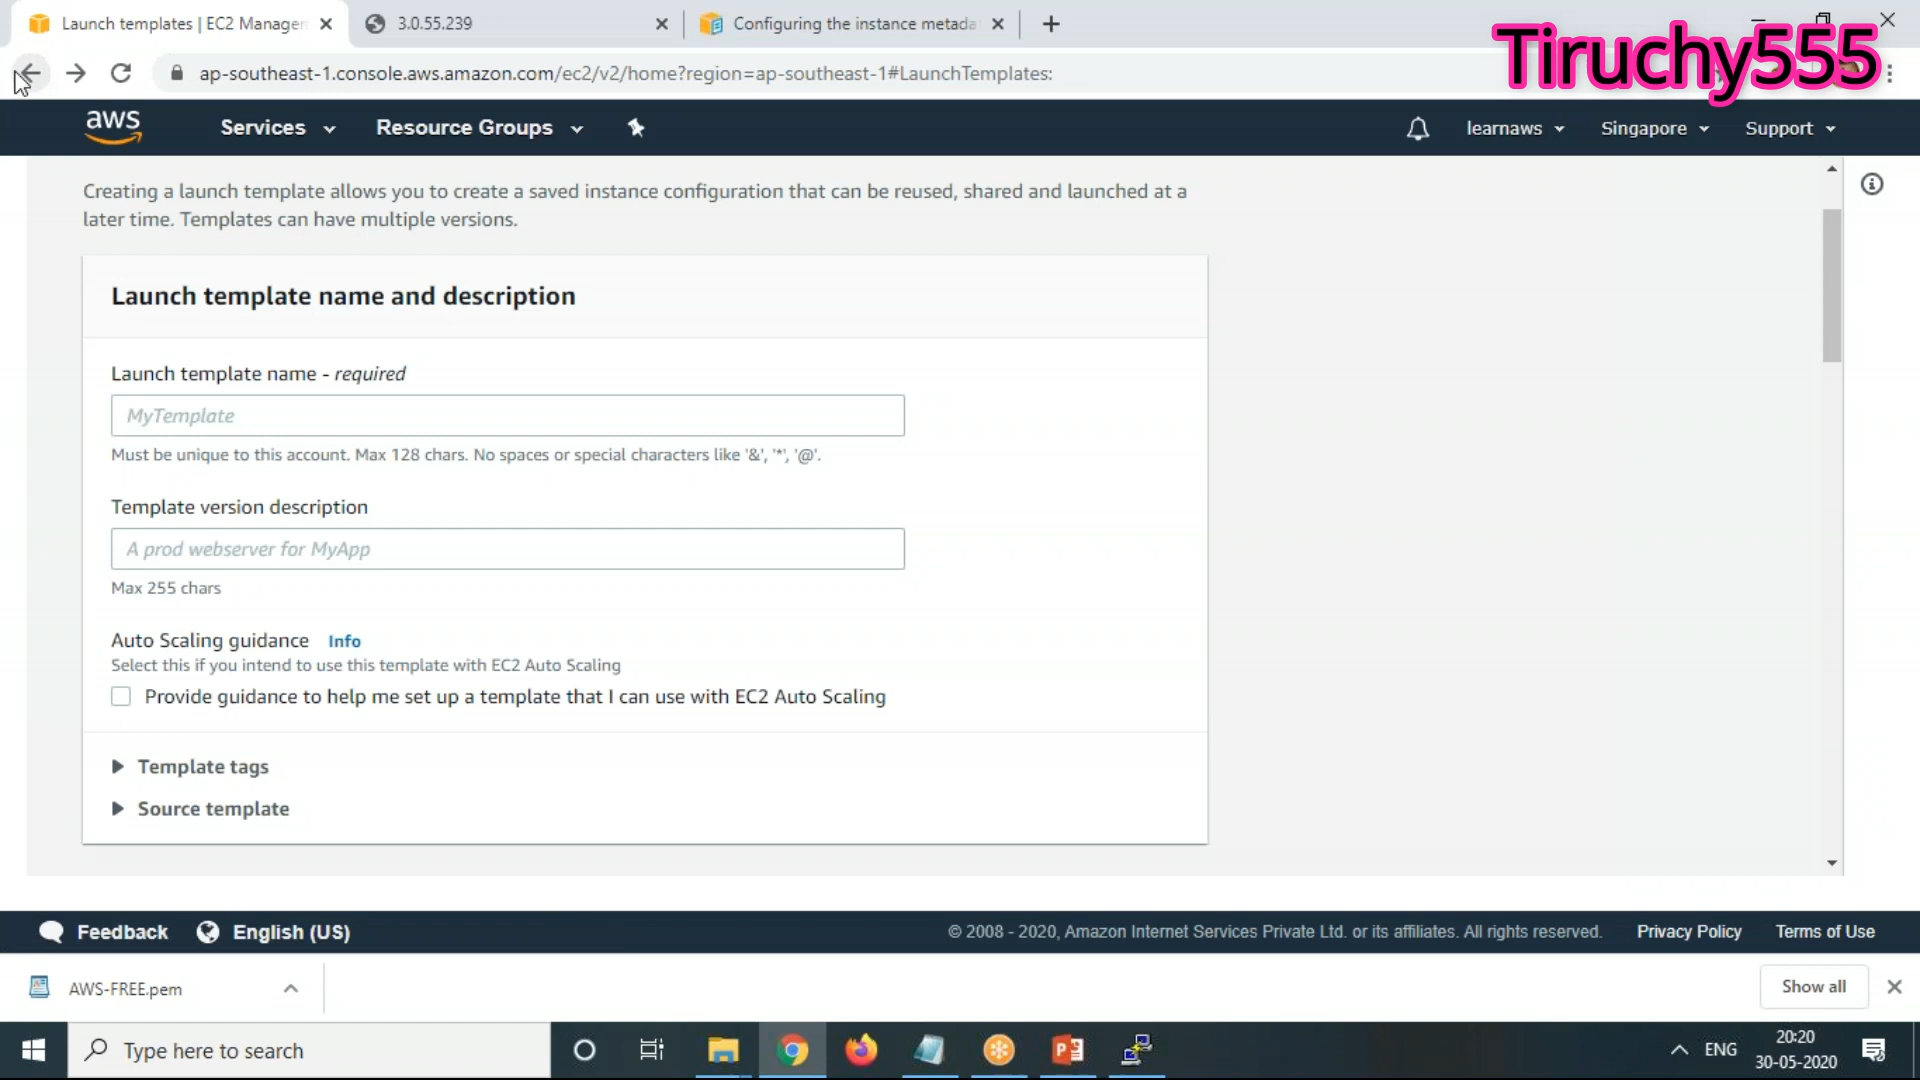 Launch templates | EC2 Manager
3.0.55.239
Configuring the instance metada
Tiruchy555
ap-southeast-1.console.aws.amazon.com/ec2/v2/home?region=ap-southeast-1#LaunchTemplates:
aws
Services
Resource Groups
learnaws
Singapore
Support
Creating a launch template allows you to create a saved instance configuration that can be reused, shared and launched at a
later time. Templates can have multiple versions.
Launch template name and description
Launch template name - required
MyTemplate
Must be unique to this account. Max 128 chars. No spaces or special characters like '&', '*', '@'.
Template version description
A prod webserver for MyApp
Max 255 chars
Auto Scaling guidance Info
Select this if you intend to use this template with EC2 Auto Scaling
Provide guidance to help me set up a template that I can use with EC2 Auto Scaling
Template tags
Source template
Feedback
English (US)
© 2008 - 2020, Amazon Internet Services Private Ltd. or its affiliates. All rights reserved.
Privacy Policy
Terms of Use
AWS-FREE.pem
Show all
Type here to search
ENG
20:20
30-05-2020